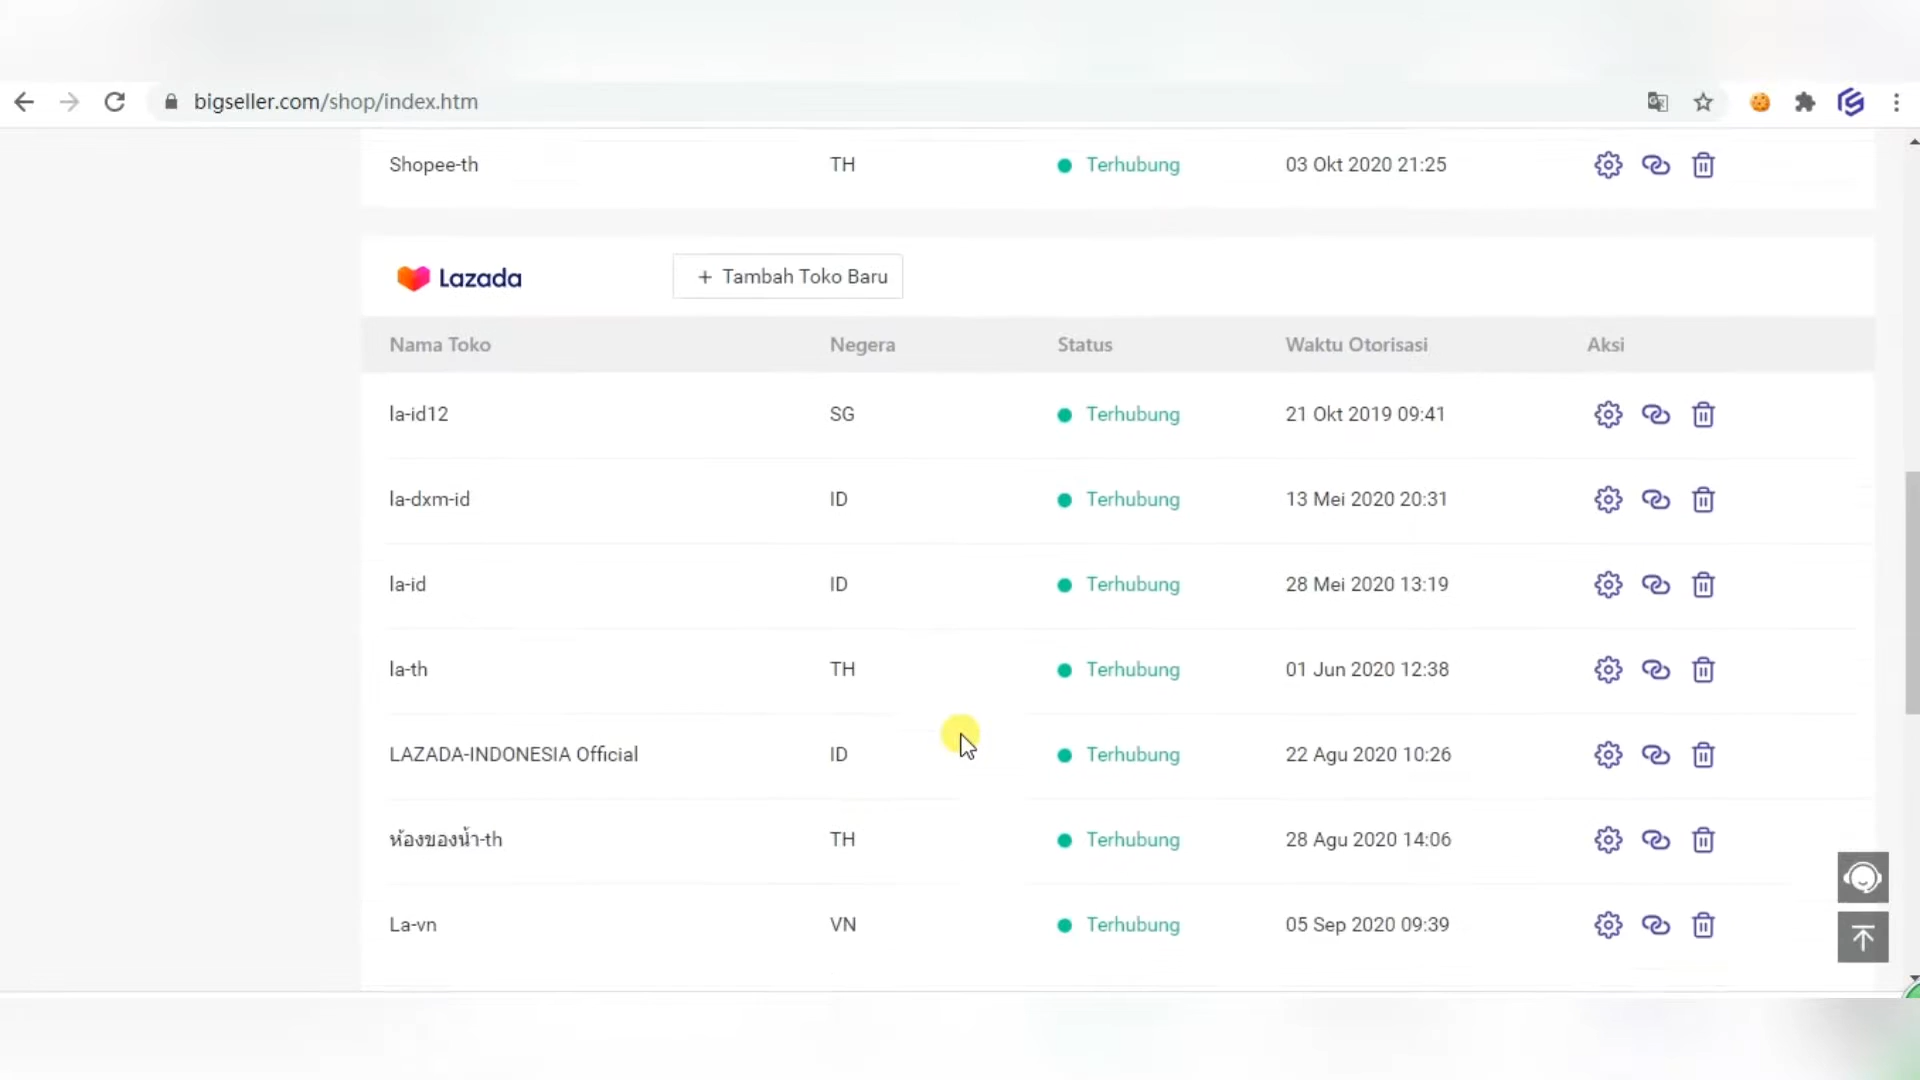 bigseller.com/shop/index.htm
Shopee-th TH Terhubung 03 Okt 2020 21:25
Lazada + Tambah Toko Baru
Nama Toko Negera Status Waktu Otorisasi Aksi
la-id12 SG Terhubung 21 Okt 2019 09:41
la-dxm-id ID Terhubung 13 Mei 2020 20:31
la-id ID Terhubung 28 Mei 2020 13:19
la-th TH Terhubung 01 Jun 2020 12:38
LAZADA-INDONESIA Official ID Terhubung 22 Agu 2020 10:26
ห้องของน้ำ-th TH Terhubung 28 Agu 2020 14:06
La-vn VN Terhubung 05 Sep 2020 09:39